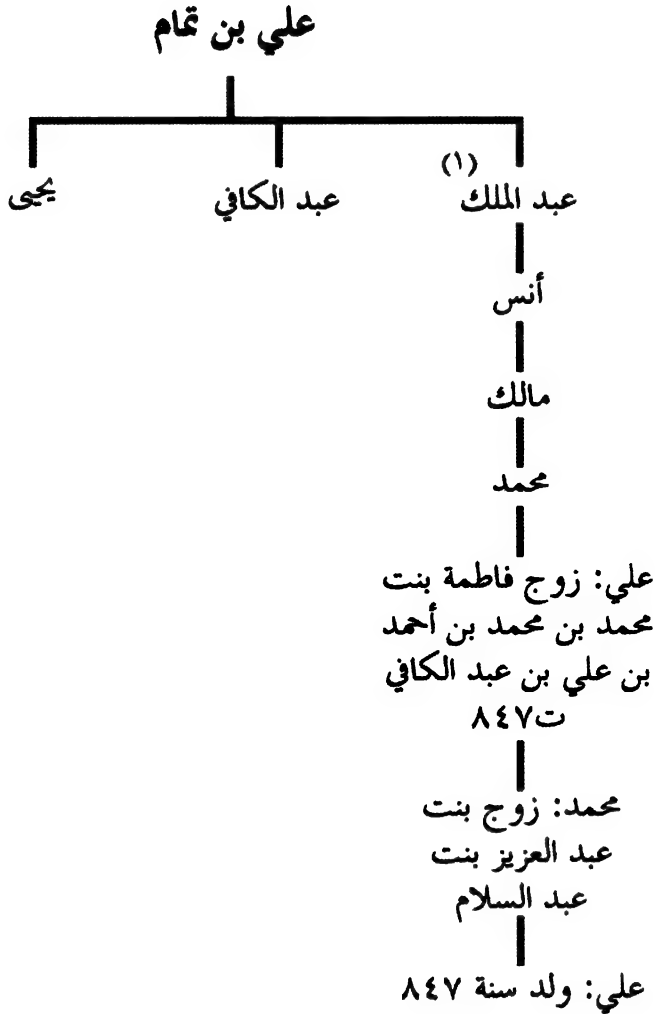 علي بن تمام
(١)
عبد الملك
عبد الكافي
يحيى
أنس
مالك
محمد
علي: زوج فاطمة بنت
محمد بن محمد بن أحمد
بن علي بن عبد الكافي
ت٨٤٧
محمد: زوج بنت
عبد العزيز بنت
عبد السلام
علي: ولد سنة ٨٤٧